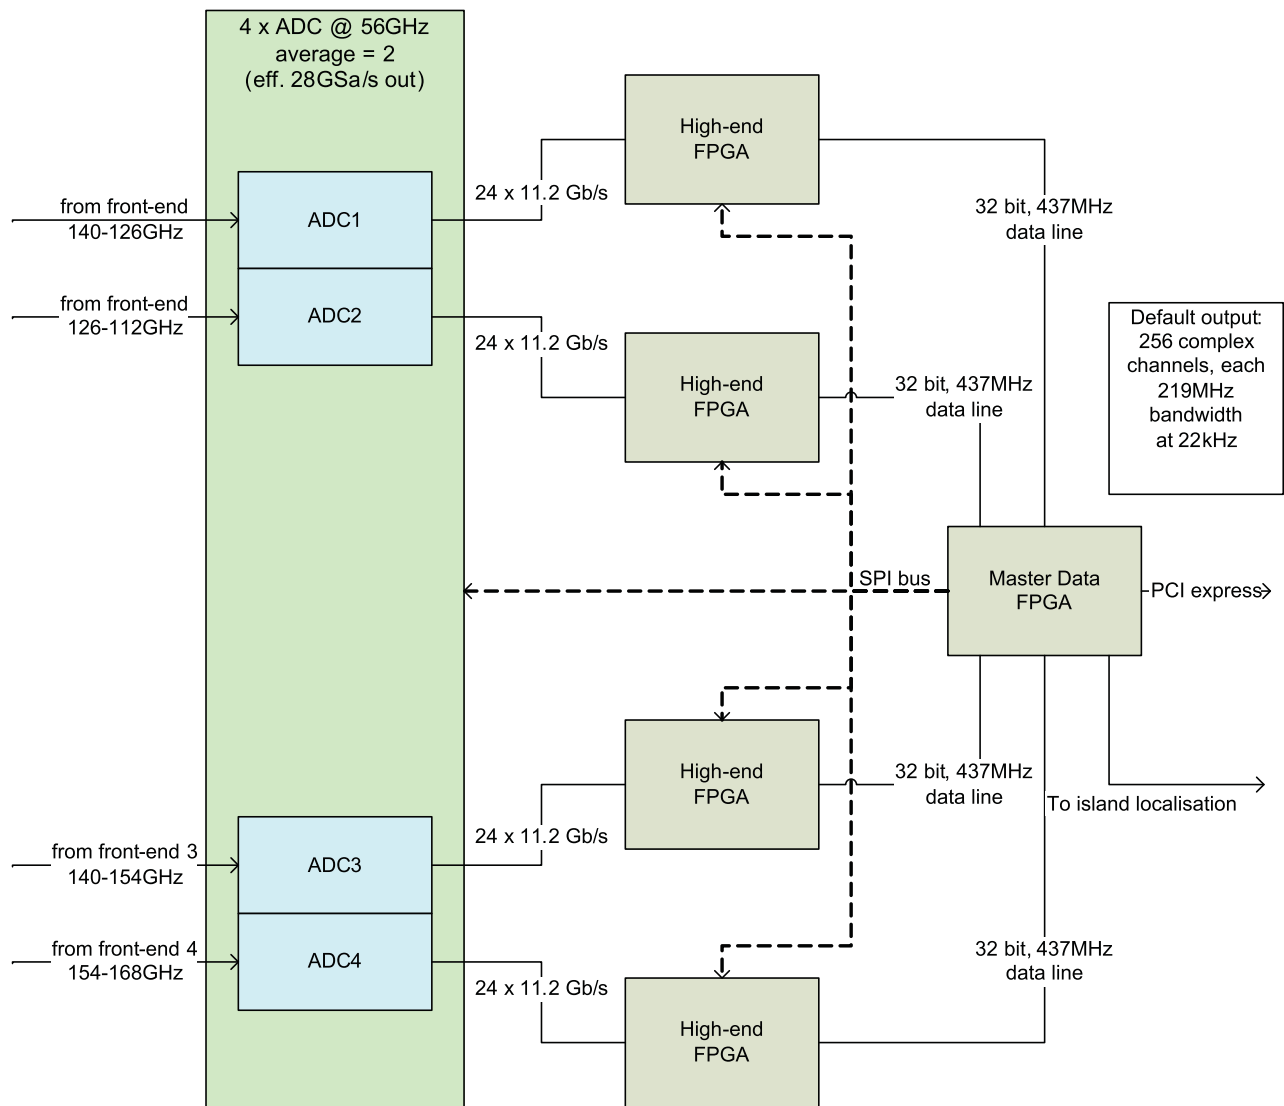 4 x ADC @ 56GHz
average = 2
(eff. 28GSa/s out)
High-end
FPGA
24 x 11.2 Gb/s
from front-end
140-126GHz
ADC1
32 bit, 437MHz
data line
from front-end
126-112GHz
ADC2
24 x 11.2 Gb/s
High-end
FPGA
32 bit, 437MHz
data line
Default output:
256 complex
channels, each
219MHz
bandwidth
at 22kHz
SPI bus
Master Data
FPGA
PCI express
High-end
FPGA
32 bit, 437MHz
data line
To island localisation
24 x 11.2 Gb/s
from front-end 3
140-154GHz
ADC3
from front-end 4
154-168GHz
ADC4
24 x 11.2 Gb/s
32 bit, 437MHz
data line
High-end
FPGA